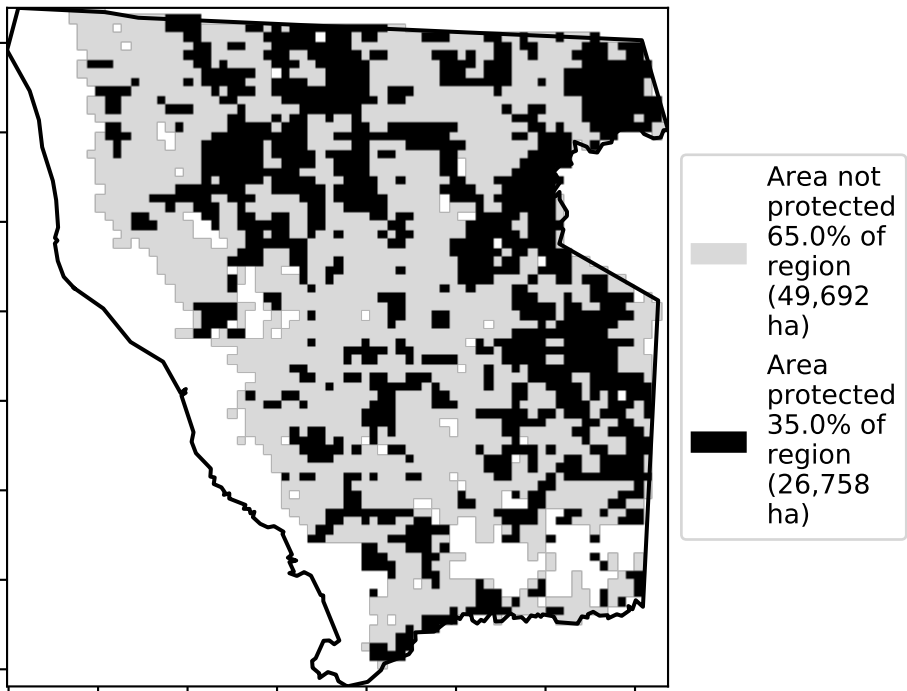 Area not
protected
65.0% of
region
(49,692
ha)
Area
protected
35.0% of
region
(26,758
ha)